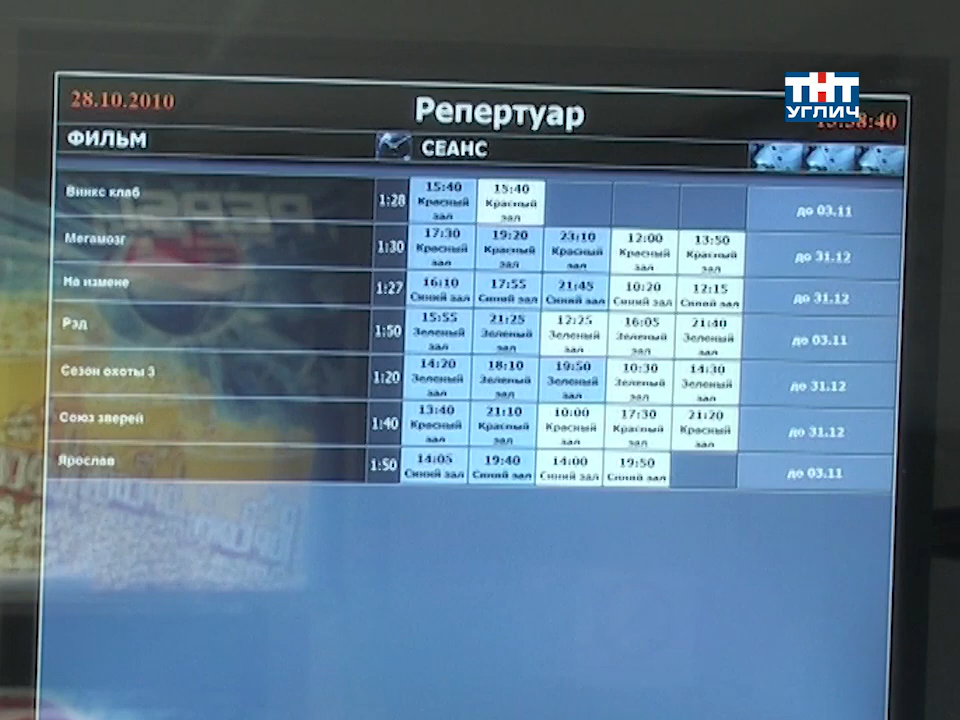 ТНТ
УГЛИЧ
28.10.2010
Репертуар
ФИЛЬМ СЕАНС
Винкс клаб 1:28 15:40 Красный зал 15:40 Красный зал до 03.11
Мегамозг 1:30 17:30 Красный зал 19:20 Красный зал 23:10 Красный зал 12:00 Красный зал 13:50 Красный зал до 31.12
На измене 1:27 16:10 Синий зал 17:55 Синий зал 21:45 Синий зал 10:20 Синий зал 12:15 Синий зал до 31.12
Рэд 1:50 15:55 Зеленый зал 21:25 Зеленый зал 12:25 Зеленый зал 16:05 Зеленый зал 21:40 Зеленый зал до 03.11
Сезон охоты 3 1:20 14:20 Зеленый зал 18:10 Зеленый зал 19:50 Зеленый зал 10:30 Зеленый зал 14:30 Зеленый зал до 31.12
Союз зверей 1:40 13:40 Красный зал 21:10 Красный зал 10:00 Красный зал 17:30 Красный зал 21:20 Красный зал до 31.12
Ярослав 1:50 14:05 Синий зал 19:40 Синий зал 14:00 Синий зал 19:50 Синий зал до 03.11